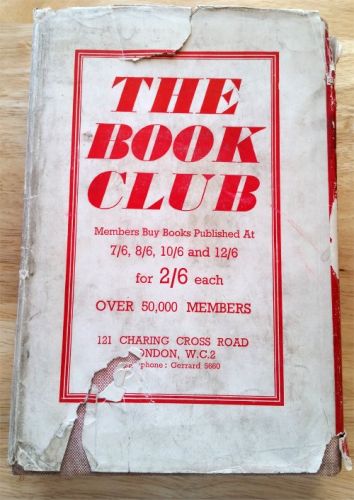 THE
BOOK
CLUB
Members Buy Books Published At
7/6, 8/6, 10/6 and 12/6
for 2/6 each
OVER 50,000 MEMBERS
121 CHARING CROSS ROAD
ONDON, W.C.2
phone : Gerrard 5660